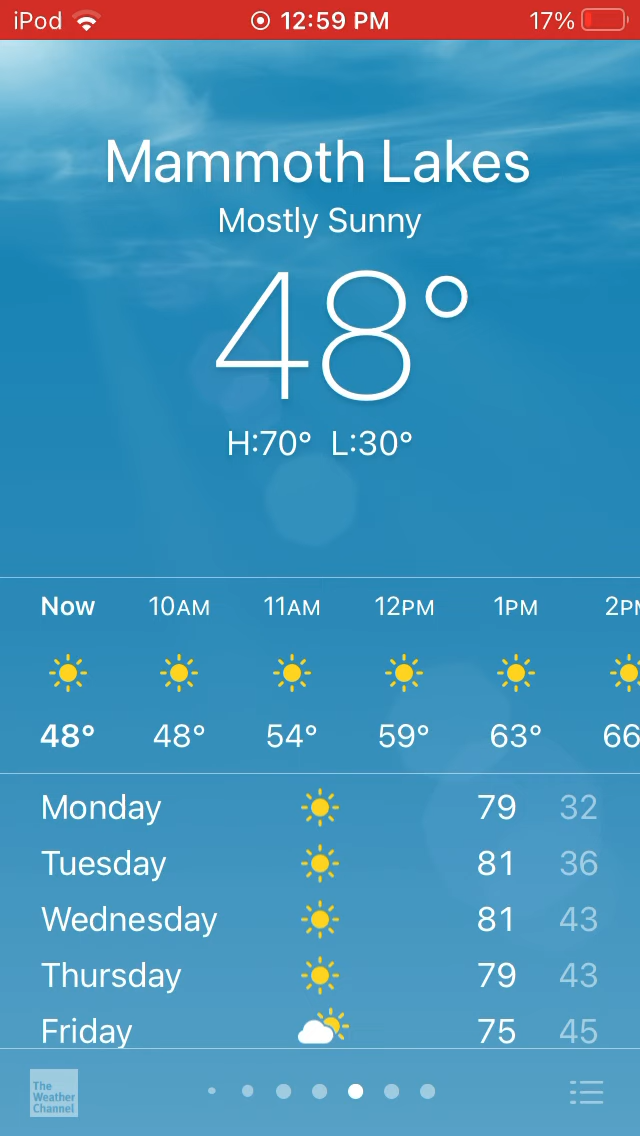 iPod 12:59 PM 17%
Mammoth Lakes
Mostly Sunny
48°
H:70° L:30°
Now 10AM 11AM 12PM 1PM 2PM
48° 48° 54° 59° 63° 66
Monday 79 32
Tuesday 81 36
Wednesday 81 43
Thursday 79 43
Friday 75 45
The
Weather
Channel